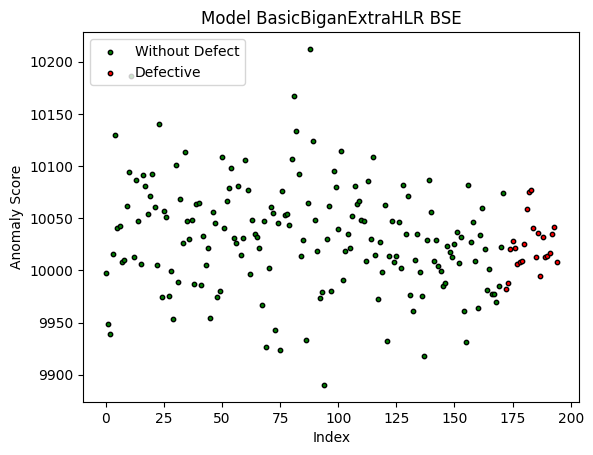 Model BasicBiganExtraHLR BSE
Without Defect
Defective
Anomaly Score
10200
10150
10100
10050
10000
9950
9900
0 25 50 75 100 125 150 175 200
Index